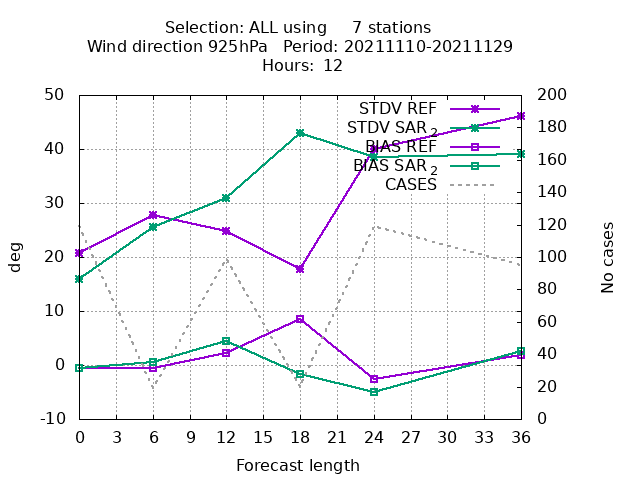 Selection: ALL using 7 stations
Wind direction 925hPa Period: 20211110-20211129
Hours: 12
50
40
30
20
10
0
-10
deg
200
180
160
140
120
100
80
60
40
20
0
No cases
STDV REF
STDV SAR 2
BIAS REF
BIAS SAR 2
CASES
0 3 6 9 12 15 18 21 24 27 30 33 36
Forecast length